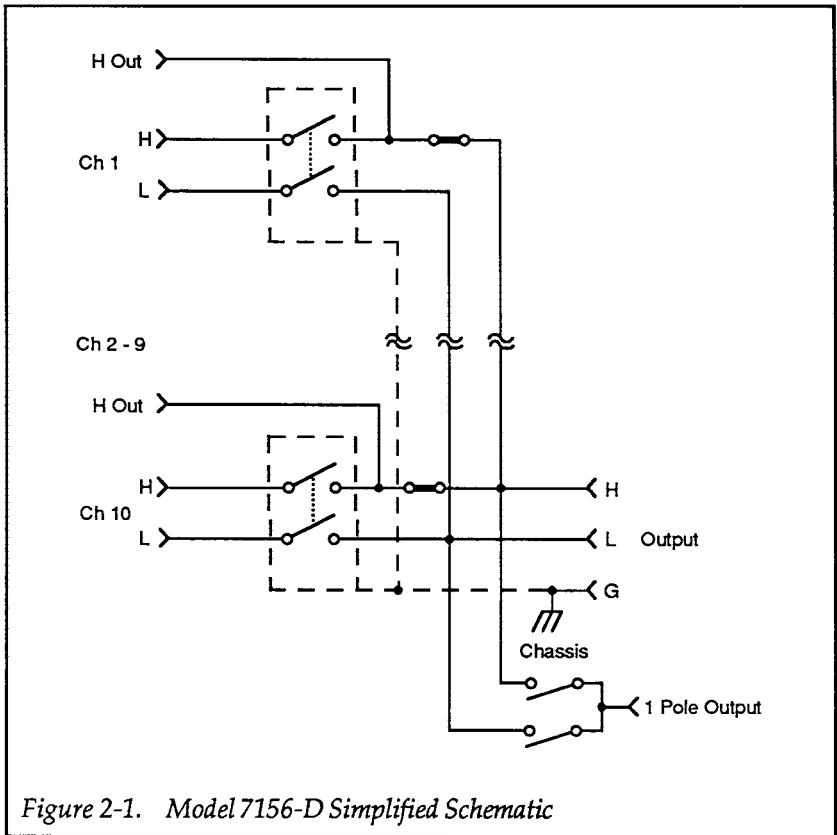 H Out
H
Ch 1
L
Ch 2 - 9
H Out
H
H
Ch 10
L
L Output
G
Chassis
1 Pole Output
Figure 2-1. Model 7156-D Simplified Schematic